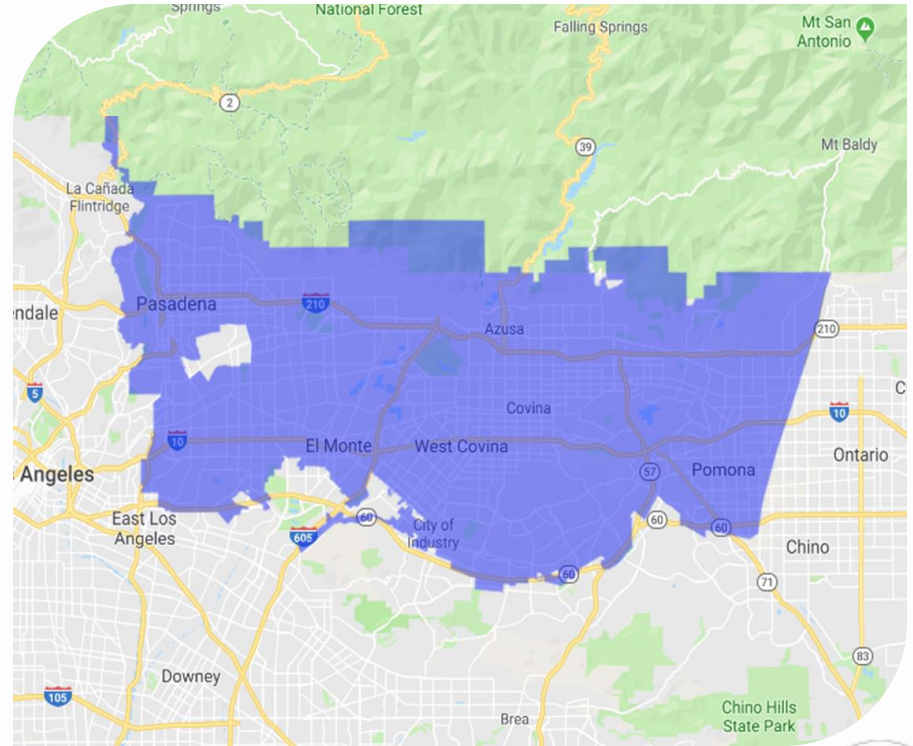 Springs
National Forest
Falling Springs
Mt San
Antonio
2
39
Mt Baldy
La Cañada
Flintridge
Pasadena
210
ndale
Azusa
210
5
C
Covina
10
10
El Monte
West Covina
Ontario
Angeles
57
Pomona
East Los
Angeles
60
60
60
City of
Industry
605
Chino
60
71
83
Downey
105
Chino Hills
State Park
Brea